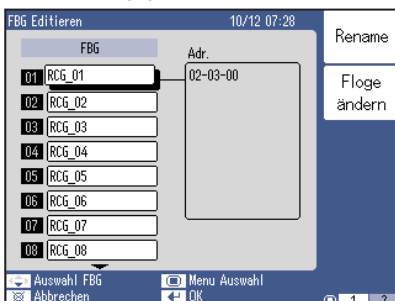 FBG Editieren 10/12 07:28
Rename
FBG
Adr.
01 RCG_01
02-03-00
Floge
ändern
02 RCG_02
03 RCG_03
04 RCG_04
05 RCG_05
06 RCG_06
07 RCG_07
08 RCG_08
Auswahl FBG
Menu Auswahl
Abbrechen
OK
1 2